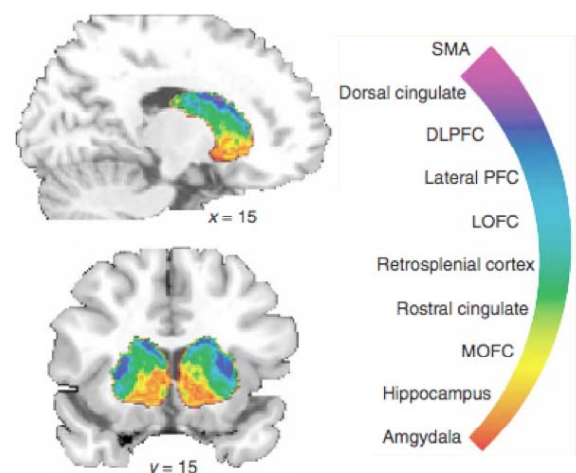 SMA
Dorsal cingulate
DLPFC
Lateral PFC
x = 15
LOFC
Retrosplenial cortex
Rostral cingulate
MOFC
Hippocampus
Amygdala
y = 15